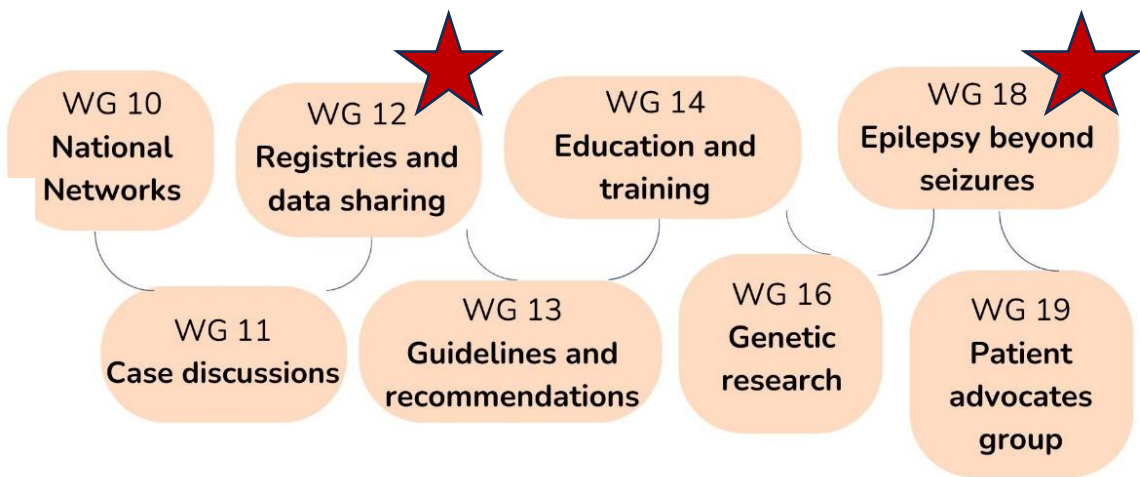 WG 10
National
Networks
WG 12
Registries and
data sharing
WG 14
Education and
training
WG 18
Epilepsy beyond
seizures
WG 11
Case discussions
WG 13
Guidelines and
recommendations
WG 16
Genetic
research
WG 19
Patient
advocates
group